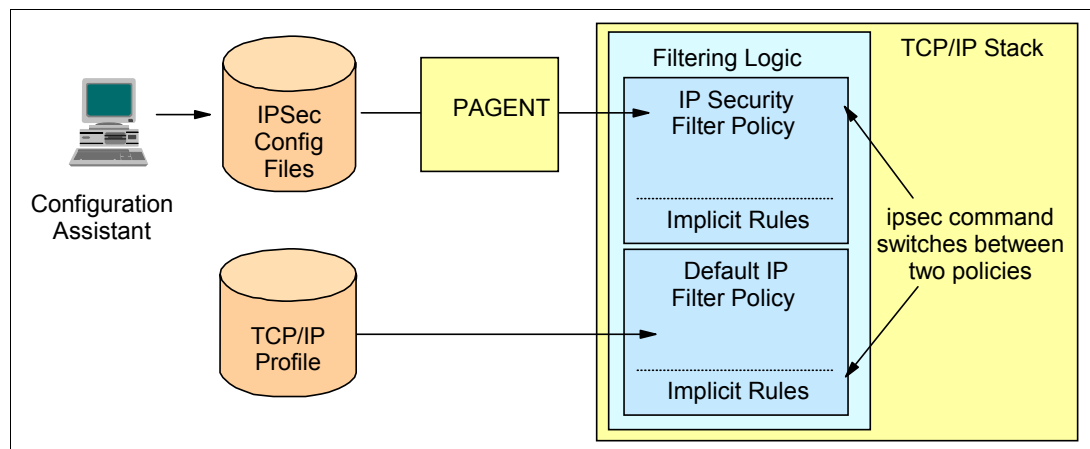 Configuration
Assistant
IPSec
Config
Files
PAGENT
TCP/IP
Profile
TCP/IP Stack
Filtering Logic
IP Security
Filter Policy
Implicit Rules
Default IP
Filter Policy
Implicit Rules
ipsec command
switches between
two policies